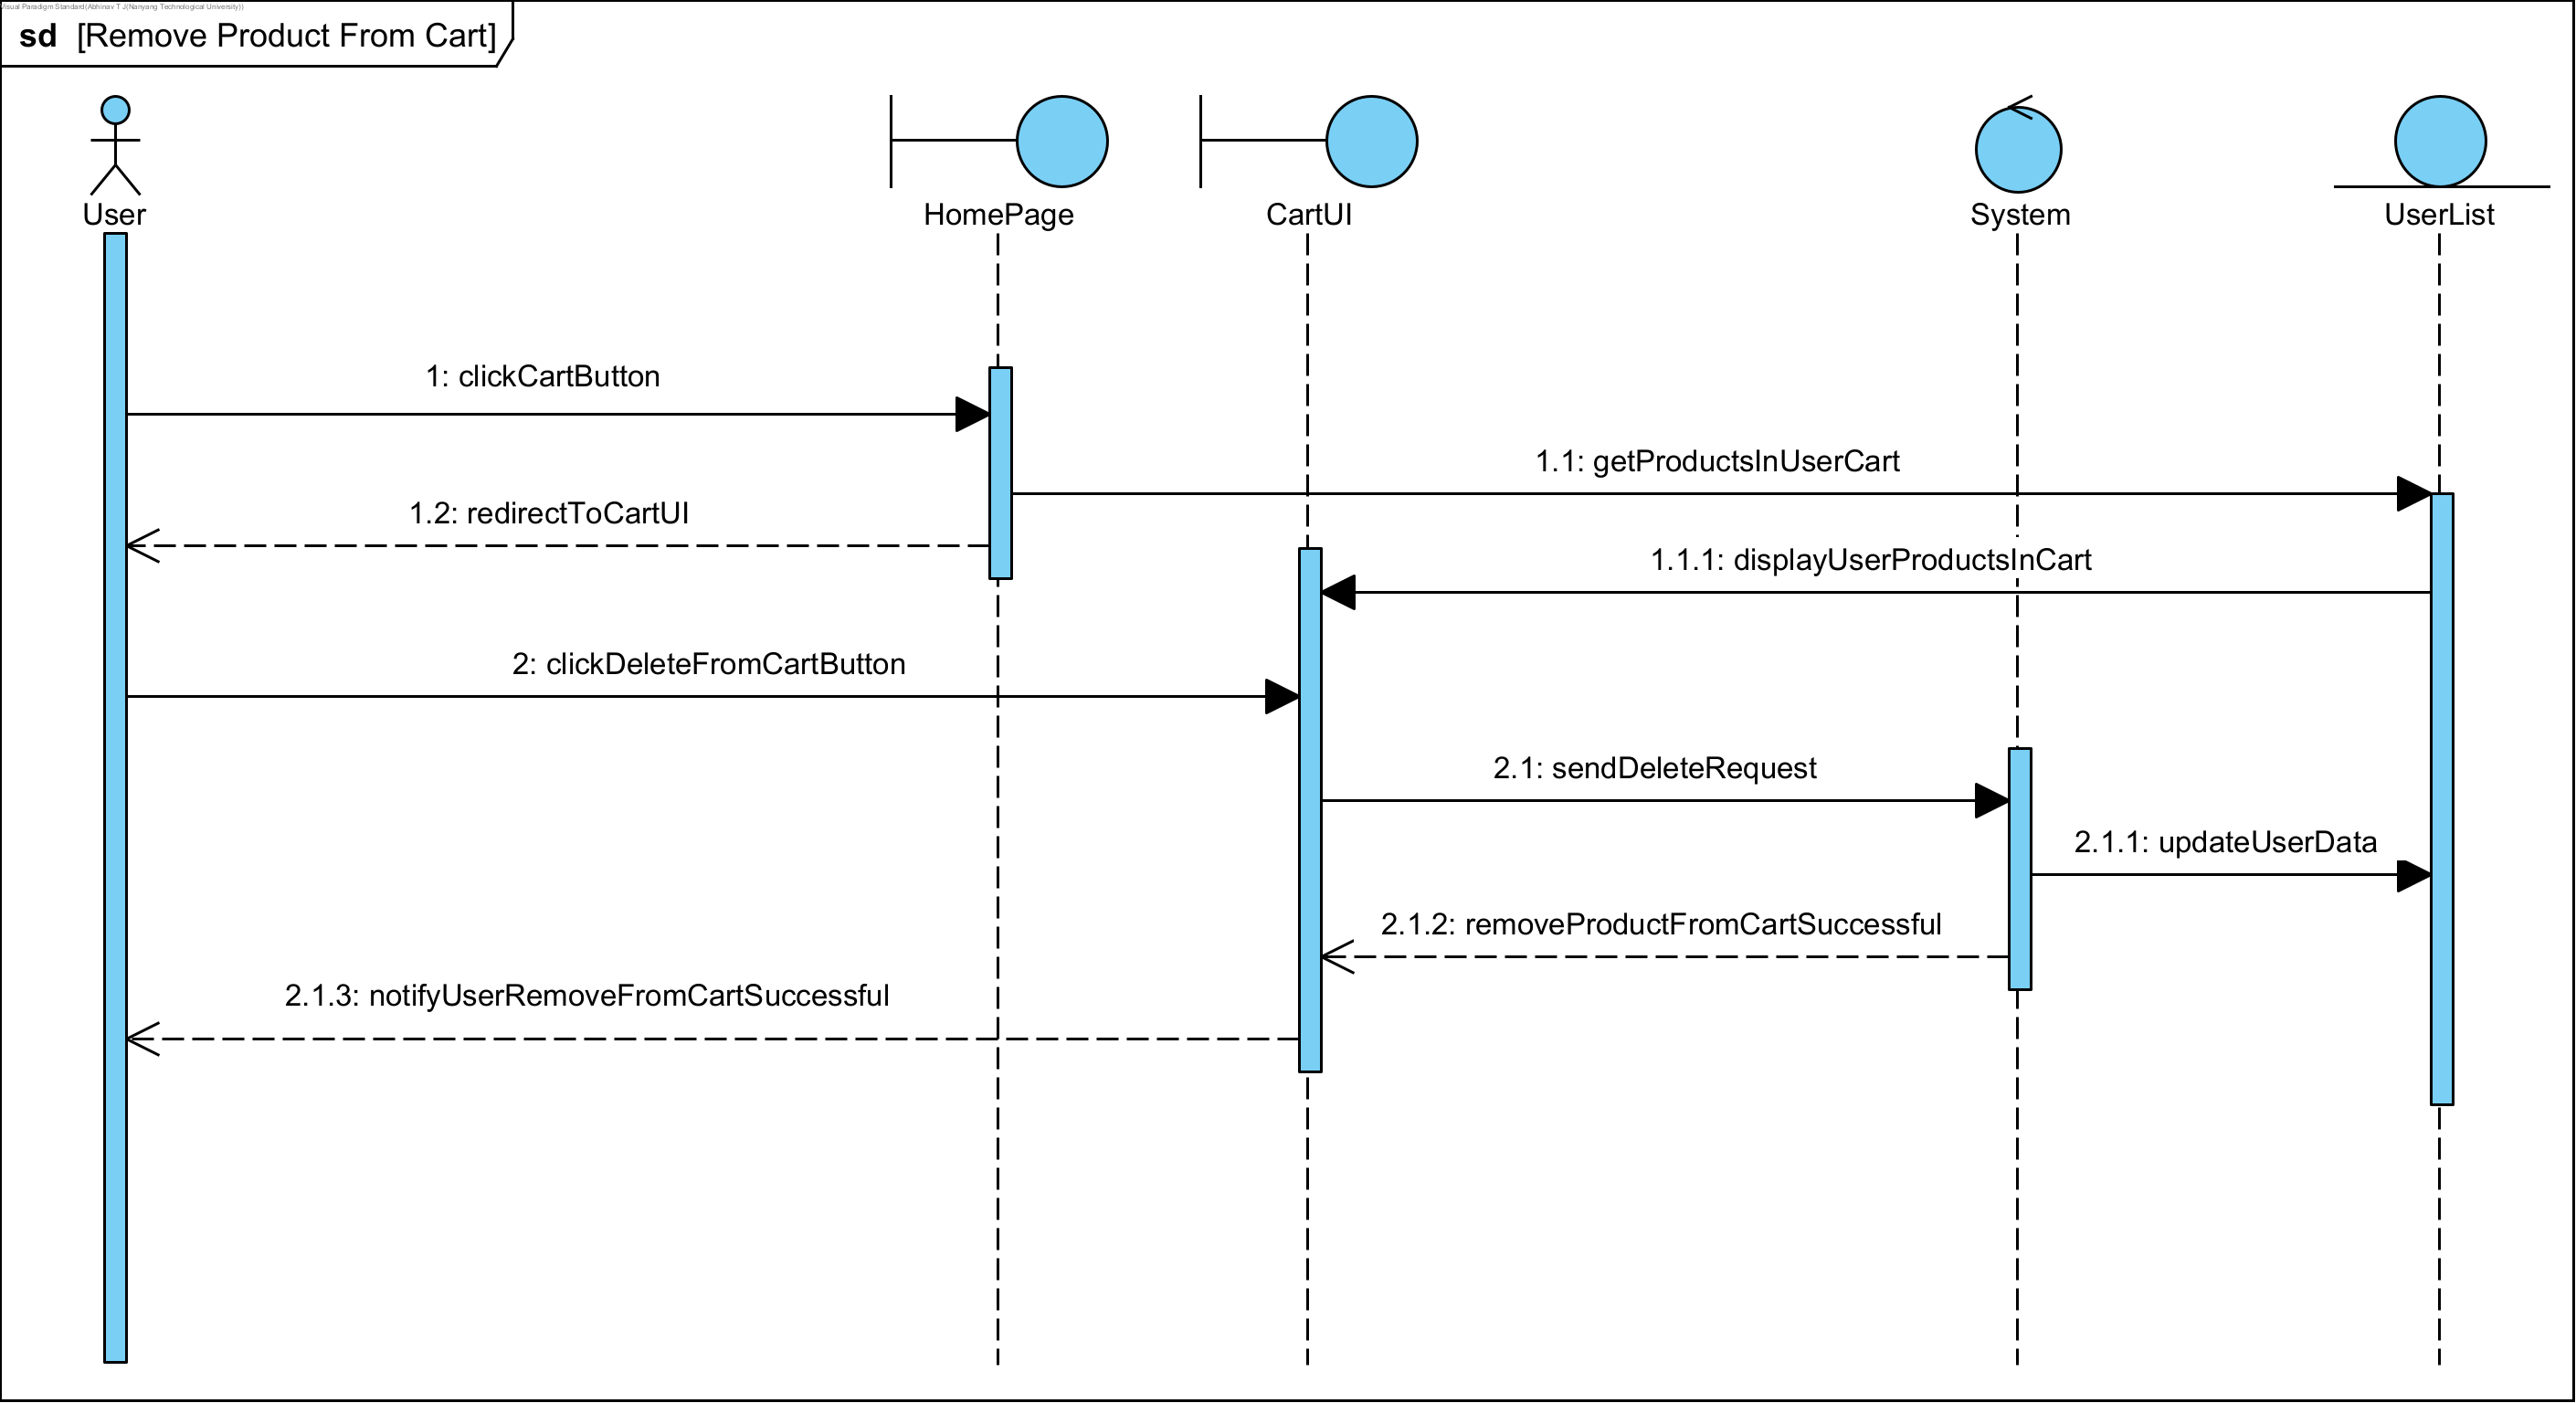 Visual Paradigm Standard(Abhinav T J(Nanyang Technological University))
sd [Remove Product From Cart]
User
HomePage
CartUI
System
UserList
1: clickCartButton
1.1: getProductsInUserCart
1.2: redirectToCartUI
1.1.1: displayUserProductsInCart
2: clickDeleteFromCartButton
2.1: sendDeleteRequest
2.1.1: updateUserData
2.1.2: removeProductFromCartSuccessful
2.1.3: notifyUserRemoveFromCartSuccessful